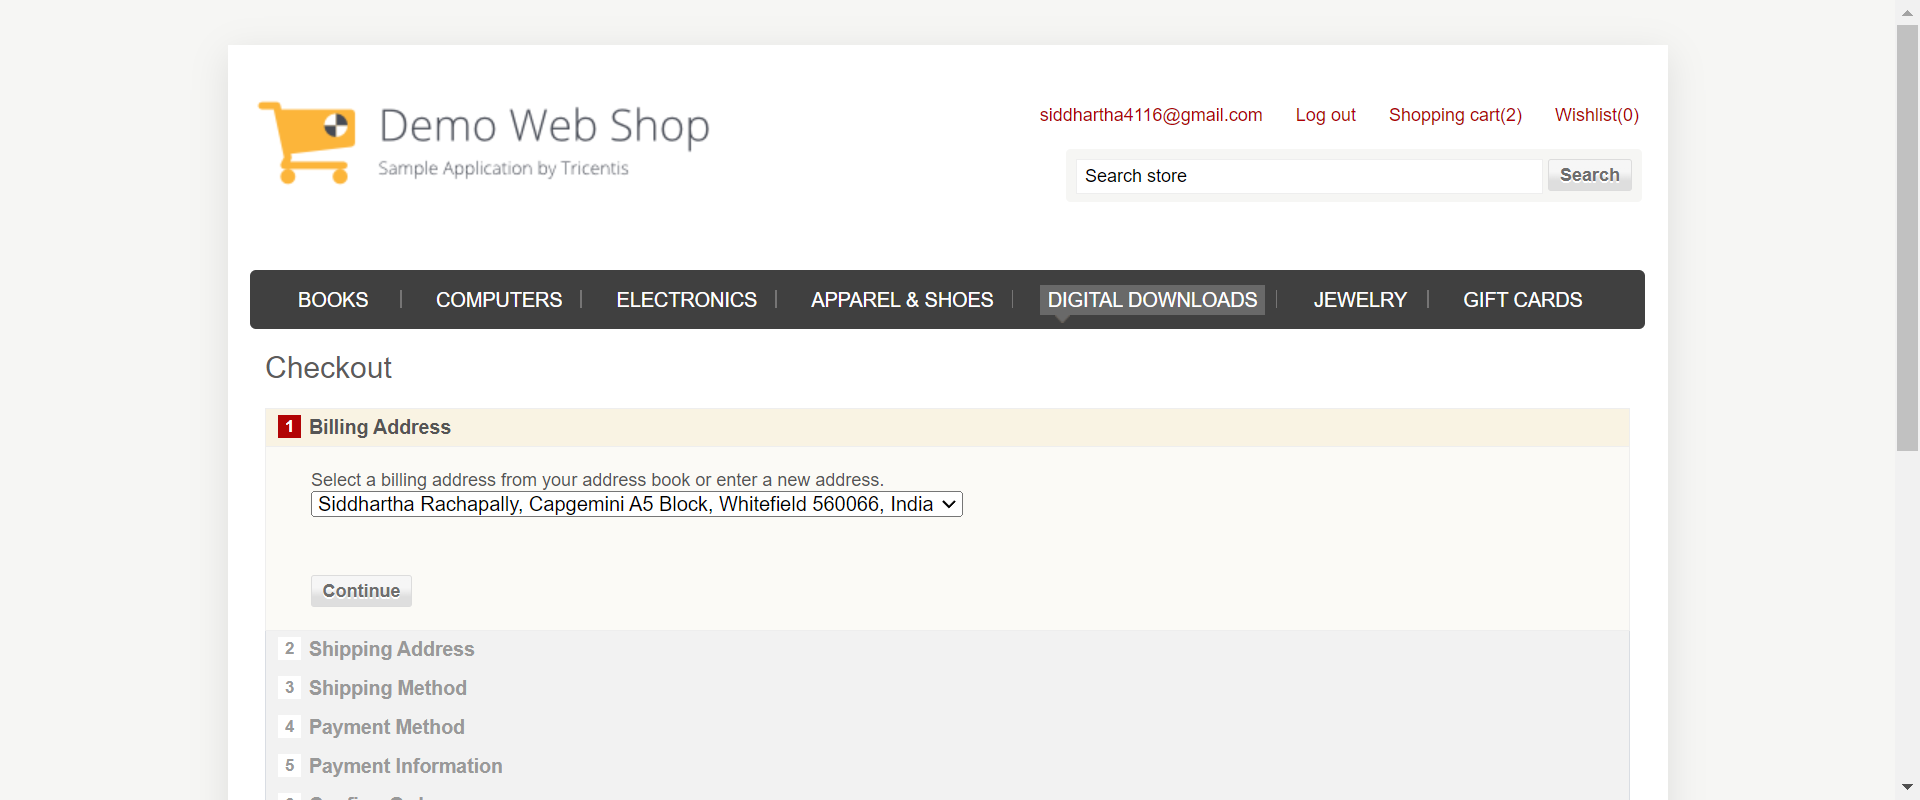 Demo Web Shop
Sample Application by Tricentis
siddhartha4116@gmail.com Log out Shopping cart(2) Wishlist(0)
Search store Search
BOOKS COMPUTERS ELECTRONICS APPAREL & SHOES DIGITAL DOWNLOADS JEWELRY GIFT CARDS
Checkout
1 Billing Address
Select a billing address from your address book or enter a new address.
Siddhartha Rachapally, Capgemini A5 Block, Whitefield 560066, India
Continue
2 Shipping Address
3 Shipping Method
4 Payment Method
5 Payment Information